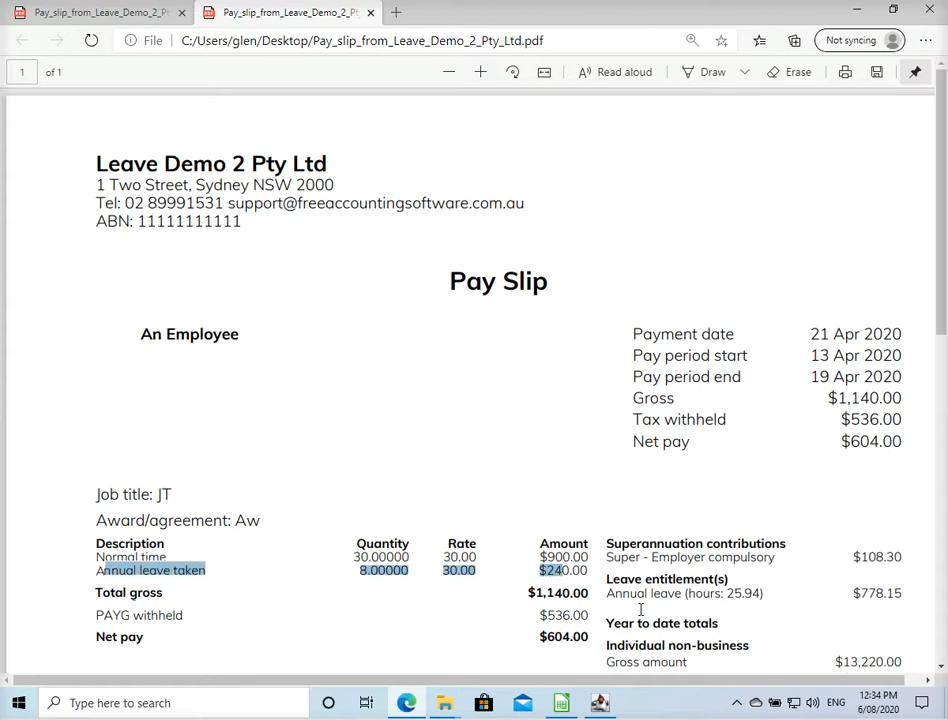 Pay_slip_from_Leave_Demo_2_P
Pay_slip_from_Leave_Demo_2_Pt
File C:/Users/glen/Desktop/Pay_slip_from_Leave_Demo_2_Pty_Ltd.pdf Not syncing
1 of 1 Read aloud Draw Erase
Leave Demo 2 Pty Ltd
1 Two Street, Sydney NSW 2000
Tel: 02 89991531 support@freeaccountingsoftware.com.au
ABN: 11111111111
Pay Slip
An Employee
Payment date 21 Apr 2020
Pay period start 13 Apr 2020
Pay period end 19 Apr 2020
Gross $1,140.00
Tax withheld $536.00
Net pay $604.00
Job title: JT
Award/agreement: Aw
Description Quantity Rate Amount
Normal time 30.00000 30.00 $900.00
Annual leave taken 8.00000 30.00 $240.00
Total gross $1,140.00
PAYG withheld $536.00
Net pay $604.00
Superannuation contributions
Super - Employer compulsory $108.30
Leave entitlement(s)
Annual leave (hours: 25.94) $778.15
Year to date totals
Individual non-business
Gross amount $13,220.00
Type here to search
ENG
12:34 PM
6/08/2020